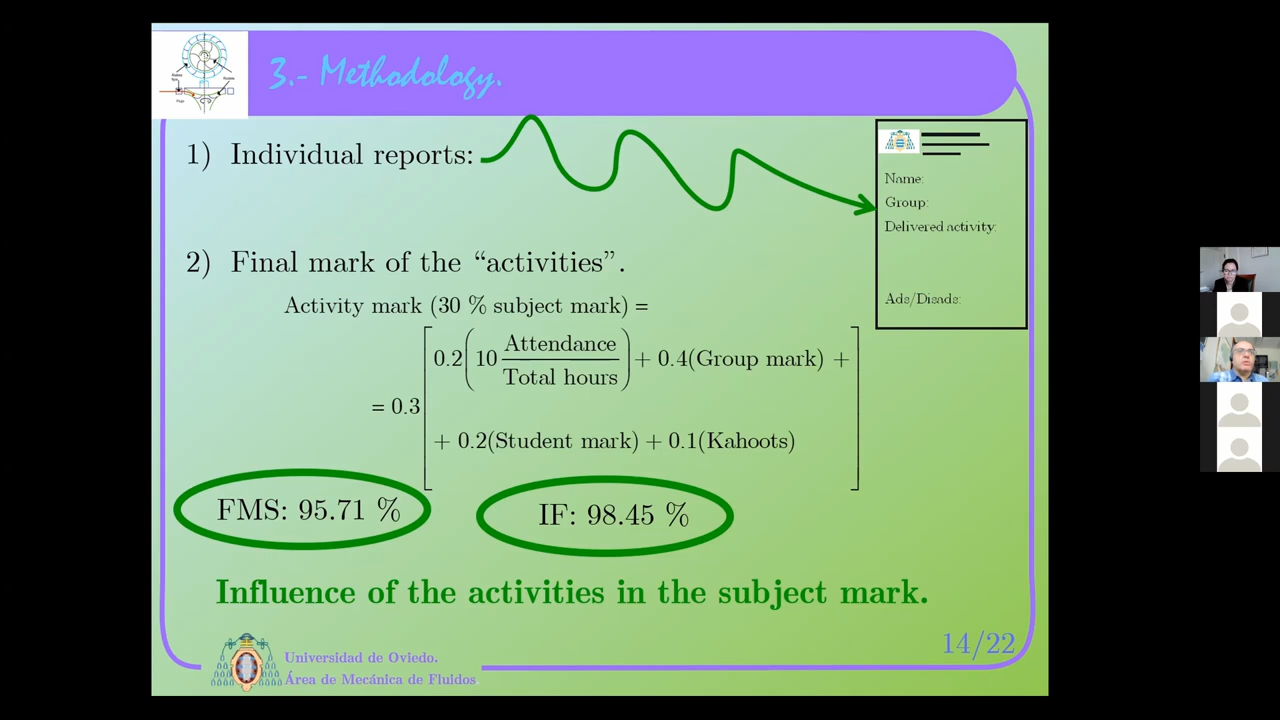 3.- Methodology.
1) Individual reports:
Name:
Group:
Delivered activity:
Ads/Disads:
2) Final mark of the “activities”.
Activity mark (30 % subject mark) =
= 0.3 [ 0.2 ( 10 Attendance / Total hours ) + 0.4(Group mark) +
+ 0.2(Student mark) + 0.1(Kahoots) ]
FMS: 95.71 %
IF: 98.45 %
Influence of the activities in the subject mark.
14/22
Universidad de Oviedo.
Área de Mecánica de Fluidos.